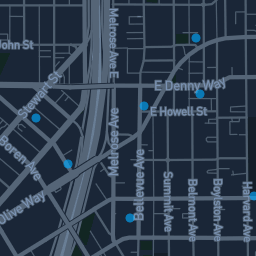 Melrose Ave E
John St
E Denny Way
Stewart St
E Howell St
Boren Ave
Melrose Ave
Bellevue Ave
Summit Ave
Belmont Ave
Boylston Ave
Harvard Ave
Olive Way